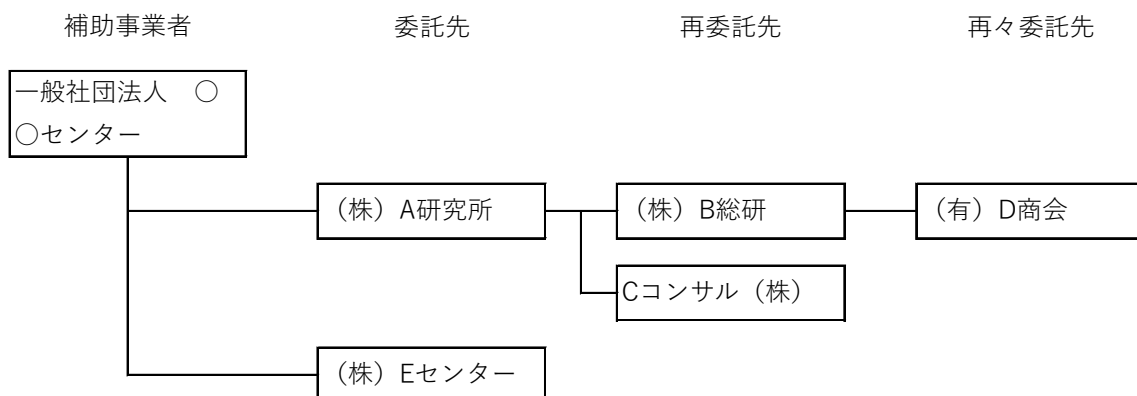 補助事業者 委託先 再委託先 再々委託先
一般社団法人 ○
○センター
(株)A研究所 (株)B総研 (有)D商会
Cコンサル(株)
(株)Eセンター